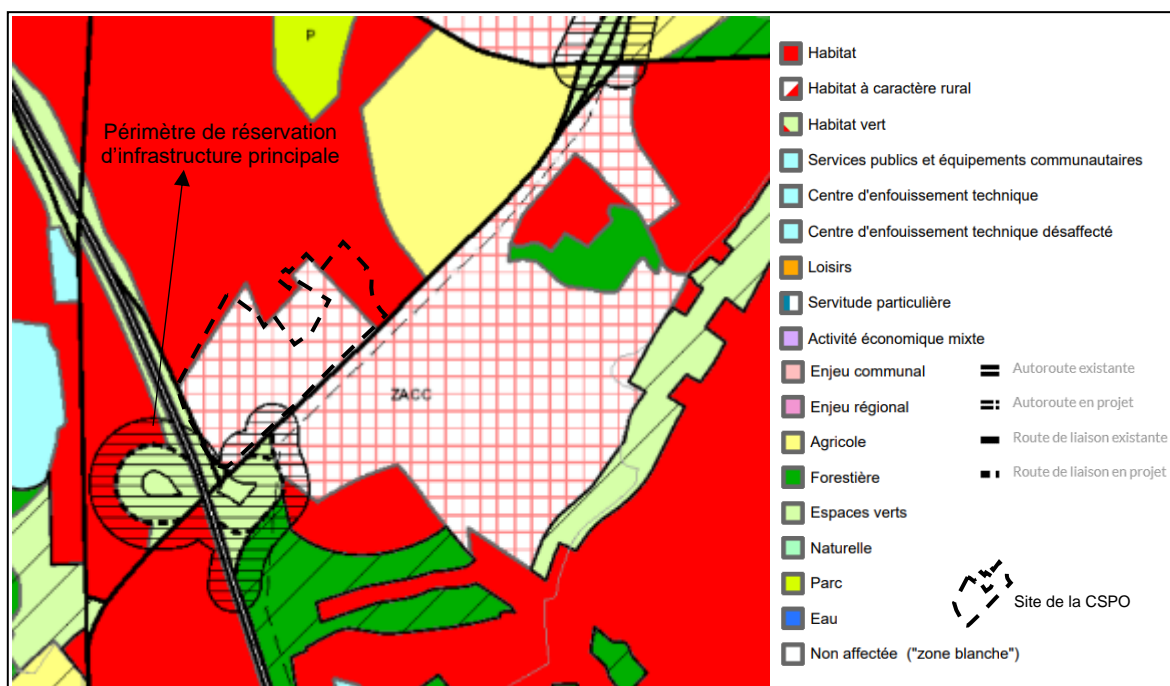 P
Périmètre de réservation
d'infrastructure principale
ZACC
Habitat
Habitat à caractère rural
Habitat vert
Services publics et équipements communautaires
Centre d'enfouissement technique
Centre d'enfouissement technique désaffecté
Loisirs
Servitude particulière
Activité économique mixte
Enjeu communal
Enjeu régional
Agricole
Forestière
Espaces verts
Naturelle
Parc
Eau
Non affectée ("zone blanche")
Autoroute existante
Autoroute en projet
Route de liaison existante
Route de liaison en projet
Site de la CSPO